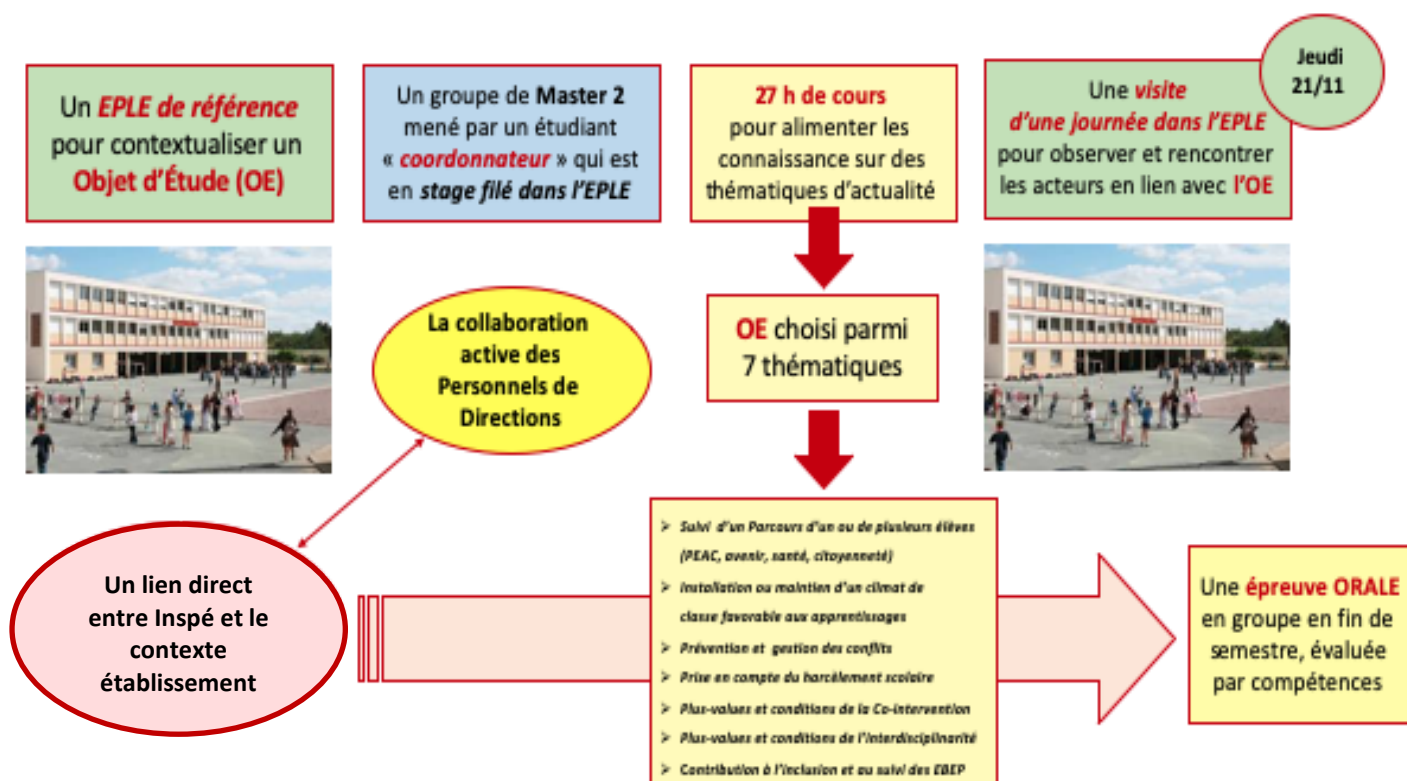 Un EPLE de référence
pour contextualiser un
Objet d'Étude (OE)
Un groupe de Master 2
mené par un étudiant
« coordonnateur » qui est
en stage filé dans l'EPLE
27 h de cours
pour alimenter les
connaissance sur des
thématiques d'actualité
Une visite
d'une journée dans l'EPLE
pour observer et rencontrer
les acteurs en lien avec l'OE
Jeudi
21/11
La collaboration
active des
Personnels de
Directions
OE choisi parmi
7 thématiques
Un lien direct
entre Inspé et le
contexte
établissement
➢ Suivi d'un Parcours d'un ou de plusieurs élèves
(PEAC, avenir, santé, citoyenneté)
➢ Installation ou maintien d'un climat de
classe favorable aux apprentissages
➢ Prévention et gestion des conflits
➢ Prise en compte du harcèlement scolaire
➢ Plus-values et conditions de la Co-intervention
➢ Plus-values et conditions de l'interdisciplinarité
➢ Contribution à l'inclusion et au suivi des EBEP
Une épreuve ORALE
en groupe en fin de
semestre, évaluée
par compétences